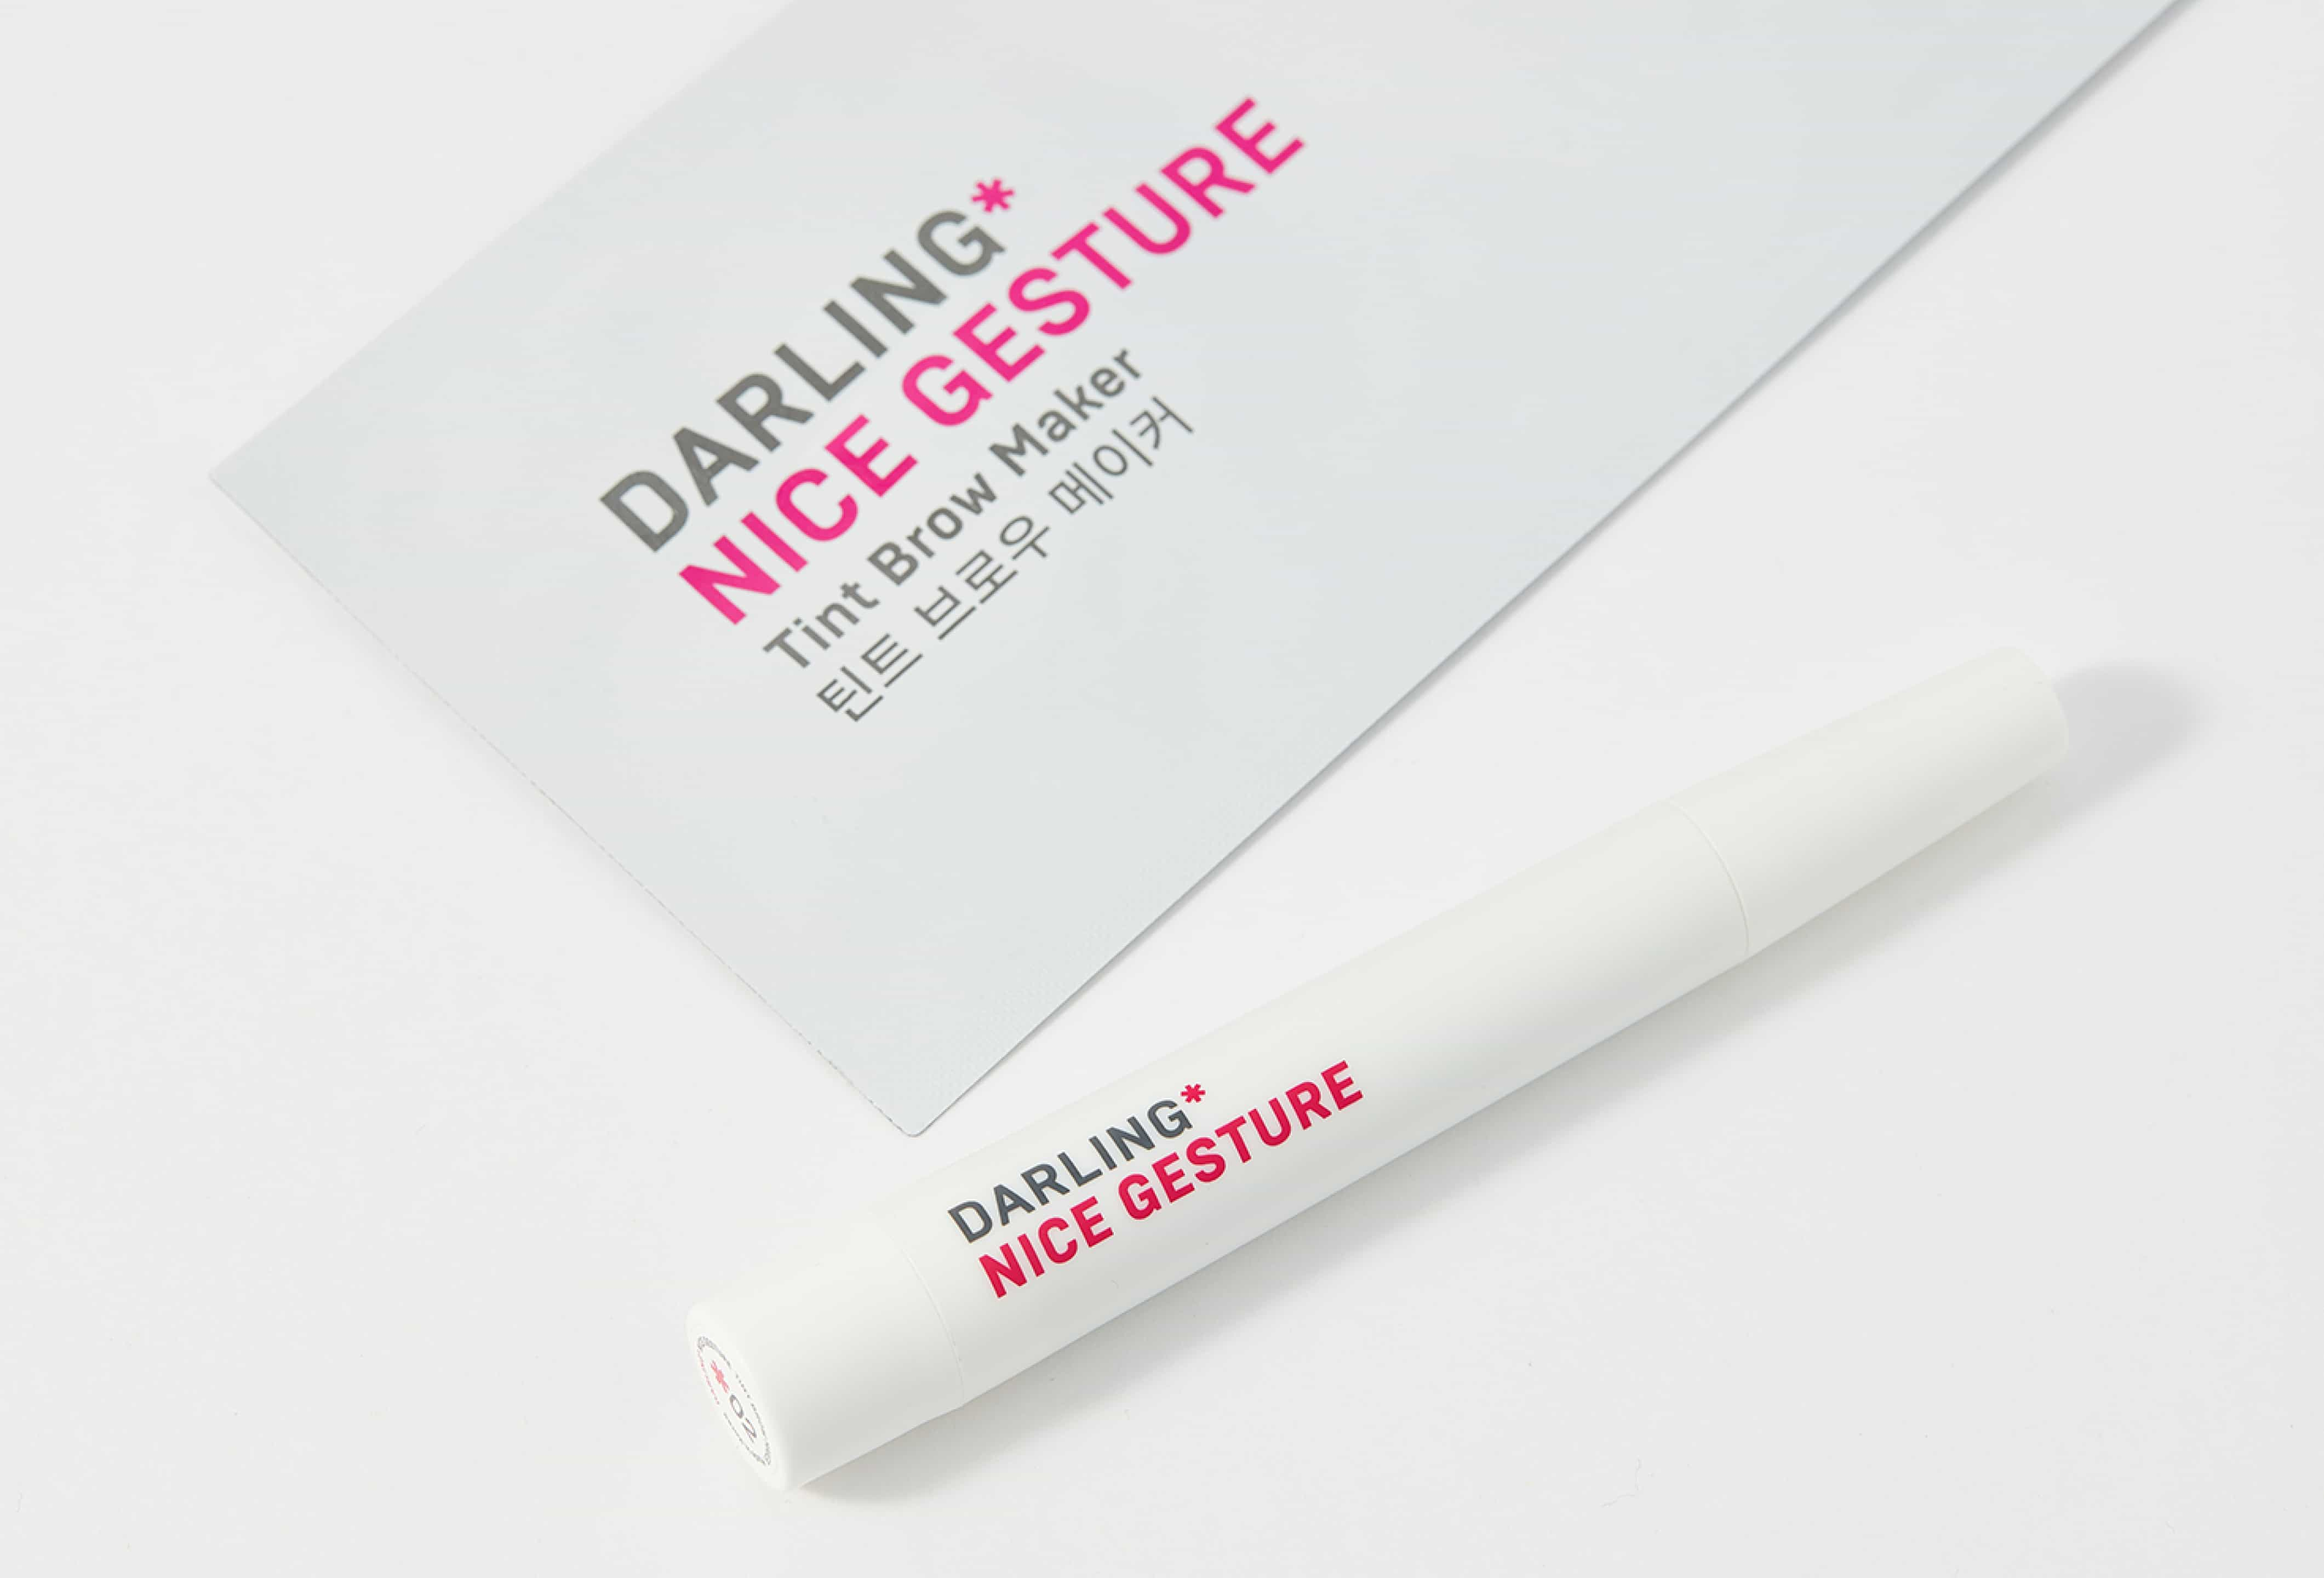 DARLING*
NICE GESTURE
Tint Brow Maker
틴트 브로우 메이커
DARLING*
NICE GESTURE
*02